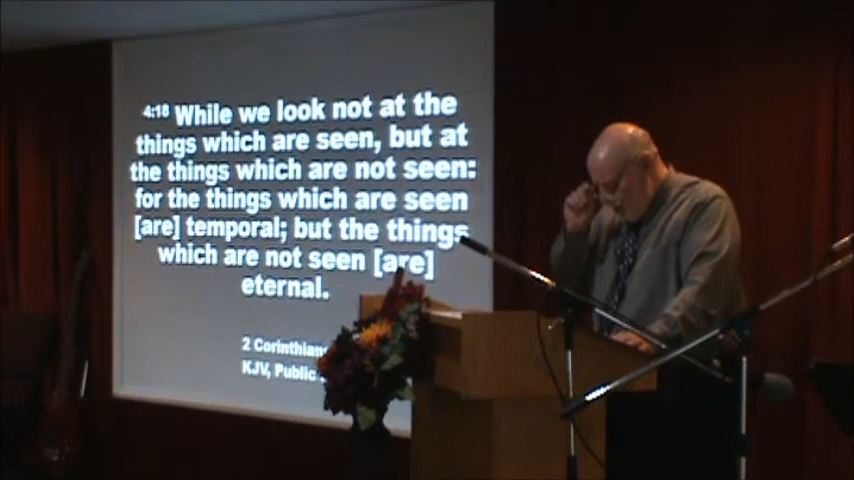 4:18 While we look not at the
things which are seen, but at
the things which are not seen:
for the things which are seen
[are] temporal; but the things
which are not seen [are]
eternal.
2
KJV, Public